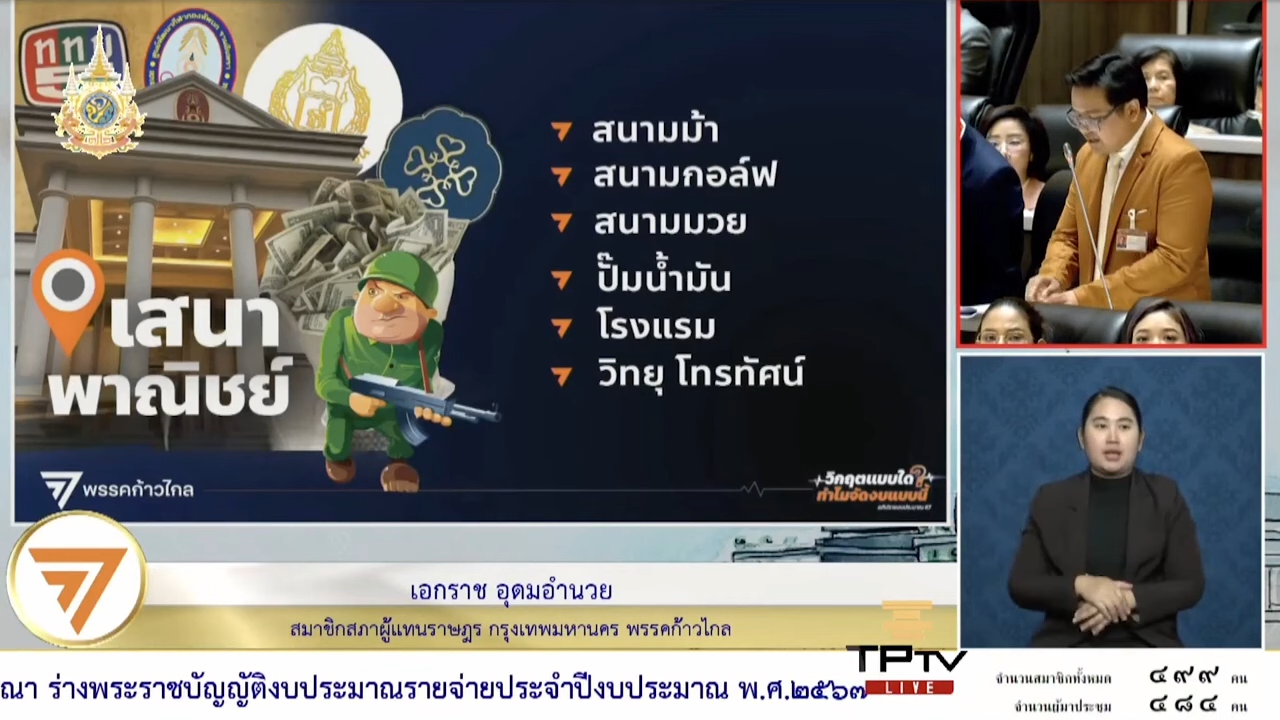 ททบ
5
สนามม้า
สนามกอล์ฟ
สนามมวย
ปั๊มน้ำมัน
โรงแรม
วิทยุ โทรทัศน์
เสนา
พาณิชย์
พรรคก้าวไกล
วิกฤตแบบใด?
ทำไมจัดงบแบบนี้
เอกราช อุดมอำนวย
สมาชิกสภาผู้แทนราษฎร กรุงเทพมหานคร พรรคก้าวไกล
TPTV
LIVE
ณา ร่างพระราชบัญญัติงบประมาณรายจ่ายประจำปีงบประมาณ พ.ศ.๒๕๖๗
จำนวนสมาชิกทั้งหมด ๔๙๙ คน
จำนวนผู้มาประชุม ๔๘๔ คน